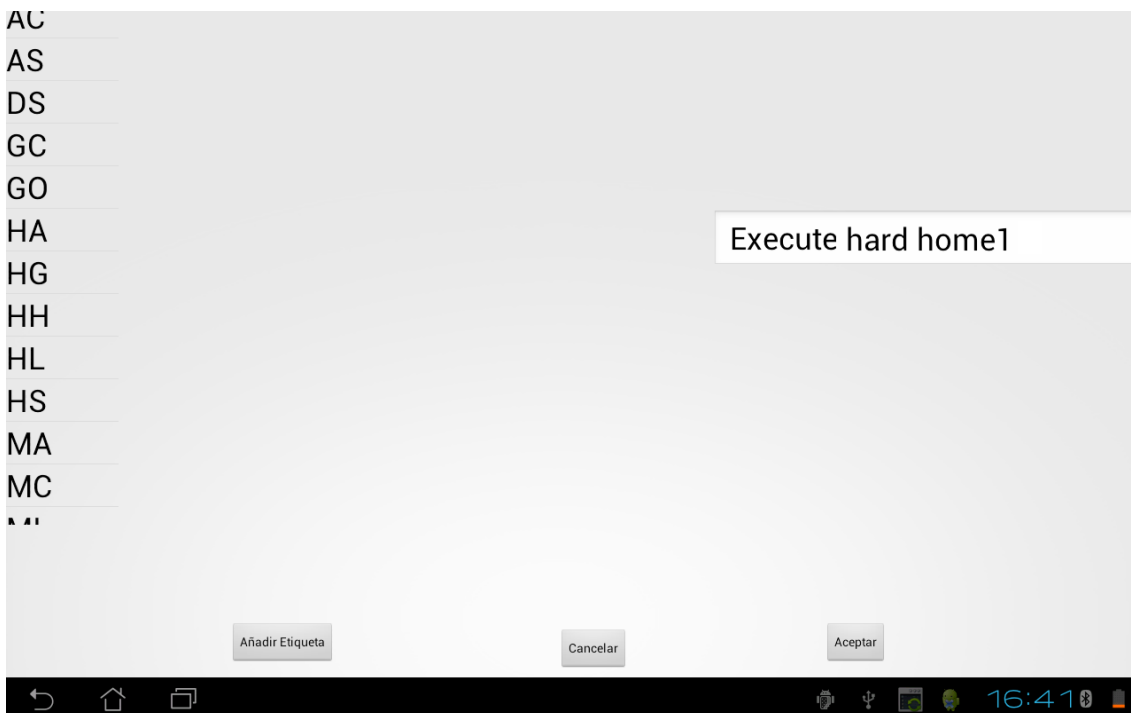 AC
AS
DS
GC
GO
HA
Execute hard home1
HG
HH
HL
HS
MA
MC
Añadir Etiqueta
Cancelar
Aceptar
16:41